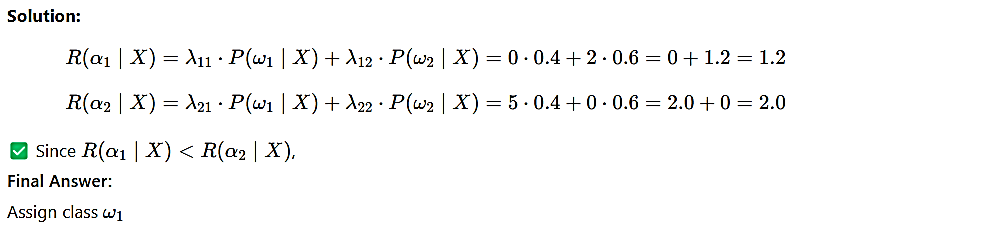 Solution:
R(α₁ | X) = λ₁₁ · P(ω₁ | X) + λ₁₂ · P(ω₂ | X) = 0 · 0.4 + 2 · 0.6 = 0 + 1.2 = 1.2
R(α₂ | X) = λ₂₁ · P(ω₁ | X) + λ₂₂ · P(ω₂ | X) = 5 · 0.4 + 0 · 0.6 = 2.0 + 0 = 2.0
✅ Since R(α₁ | X) < R(α₂ | X),
Final Answer:
Assign class ω₁